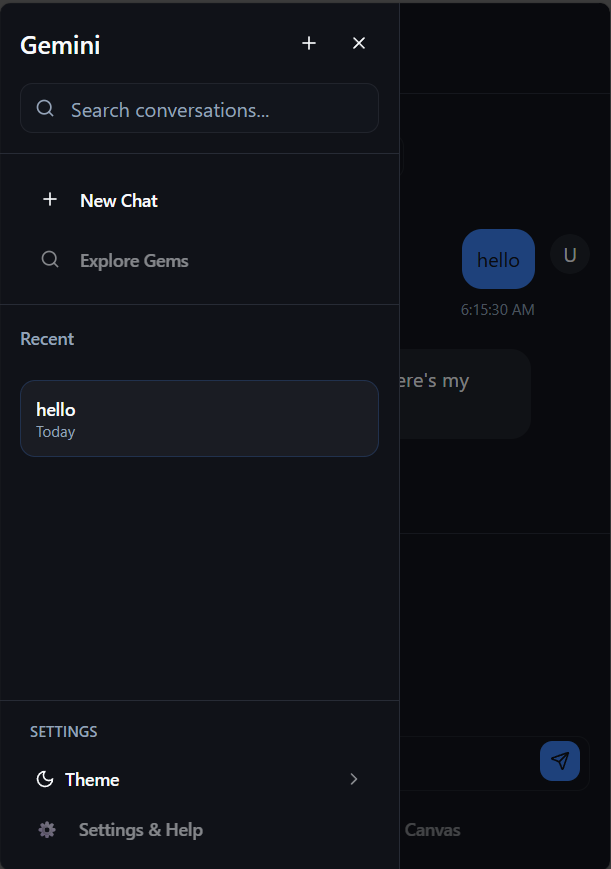 Gemini
Search conversations...
New Chat
Explore Gems
Recent
hello
Today
SETTINGS
Theme
Settings & Help
hello
U
6:15:30 AM
ere's my
Canvas